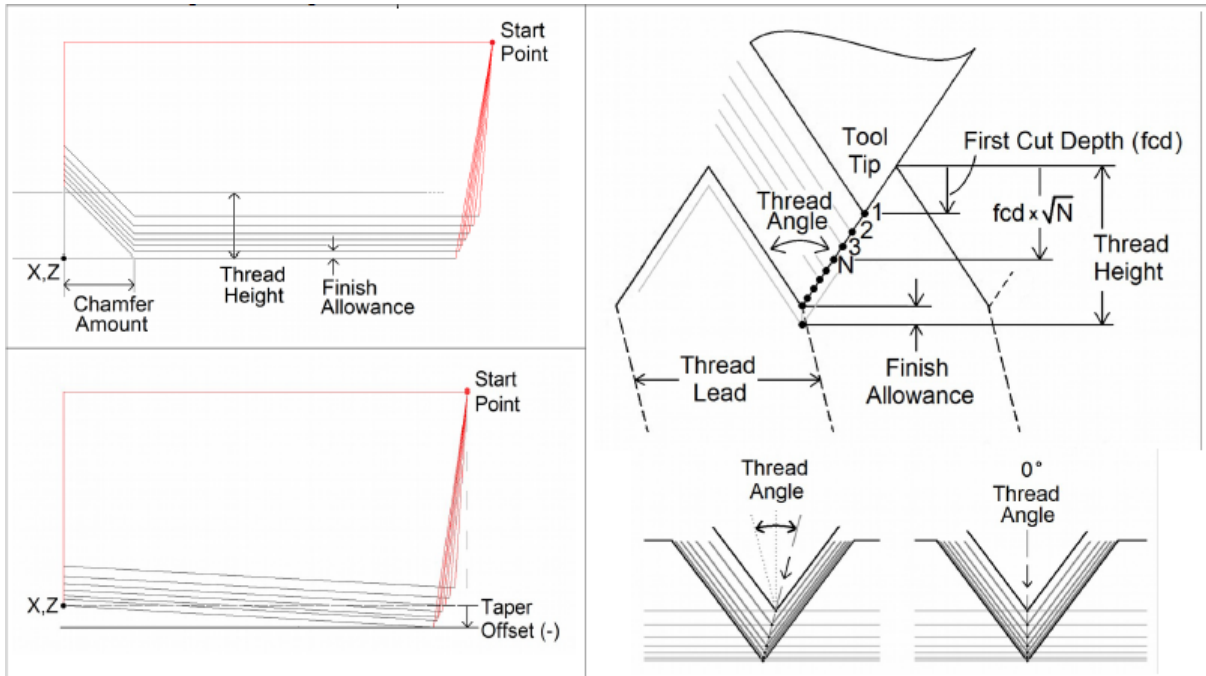 Start
Point
X,Z
Thread
Height
Finish
Allowance
Chamfer
Amount
Start
Point
X,Z
Taper
Offset (-)
Tool
Tip
First Cut Depth (fcd)
Thread
Angle
1
2
3
N
fcd x √N
Thread
Height
Thread
Lead
Finish
Allowance
Thread
Angle
0°
Thread
Angle